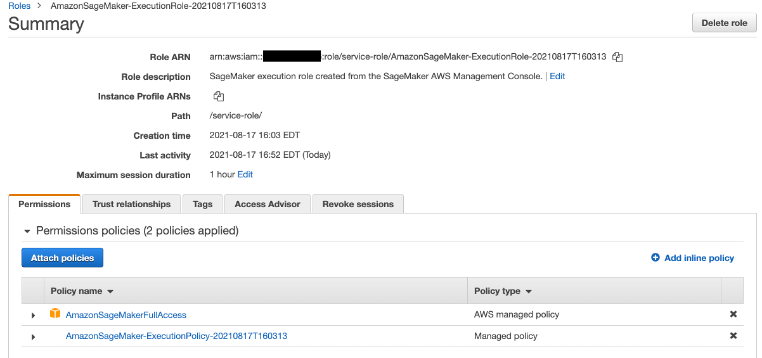 Roles > AmazonSageMaker-ExecutionRole-20210817T160313
Summary
Delete role
Role ARN arn:aws:iam:: :role/service-role/AmazonSageMaker-ExecutionRole-20210817T160313
Role description SageMaker execution role created from the SageMaker AWS Management Console. | Edit
Instance Profile ARNs
Path /service-role/
Creation time 2021-08-17 16:03 EDT
Last activity 2021-08-17 16:52 EDT (Today)
Maximum session duration 1 hour Edit
Permissions Trust relationships Tags Access Advisor Revoke sessions
Permissions policies (2 policies applied)
Attach policies Add inline policy
Policy name Policy type
AmazonSageMakerFullAccess AWS managed policy
AmazonSageMaker-ExecutionPolicy-20210817T160313 Managed policy